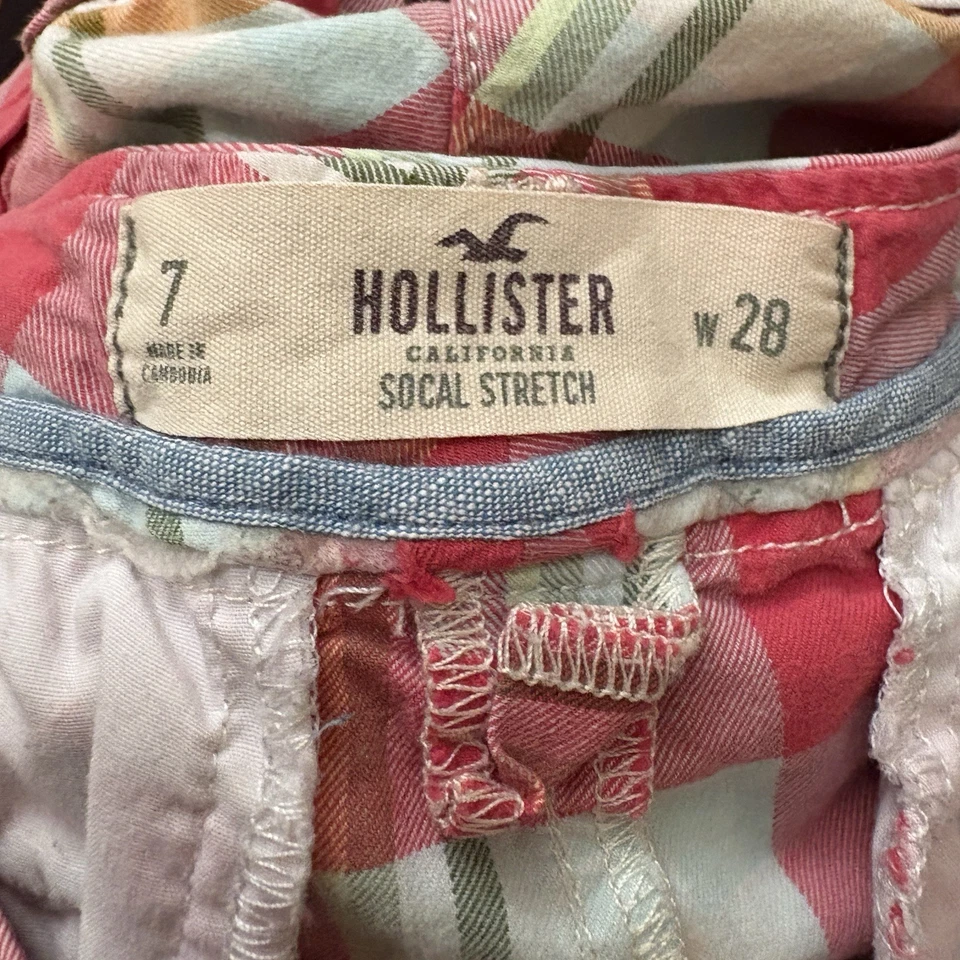 7
MADE IN
CAMBODIA
HOLLISTER
CALIFORNIA
SOCAL STRETCH
W 28